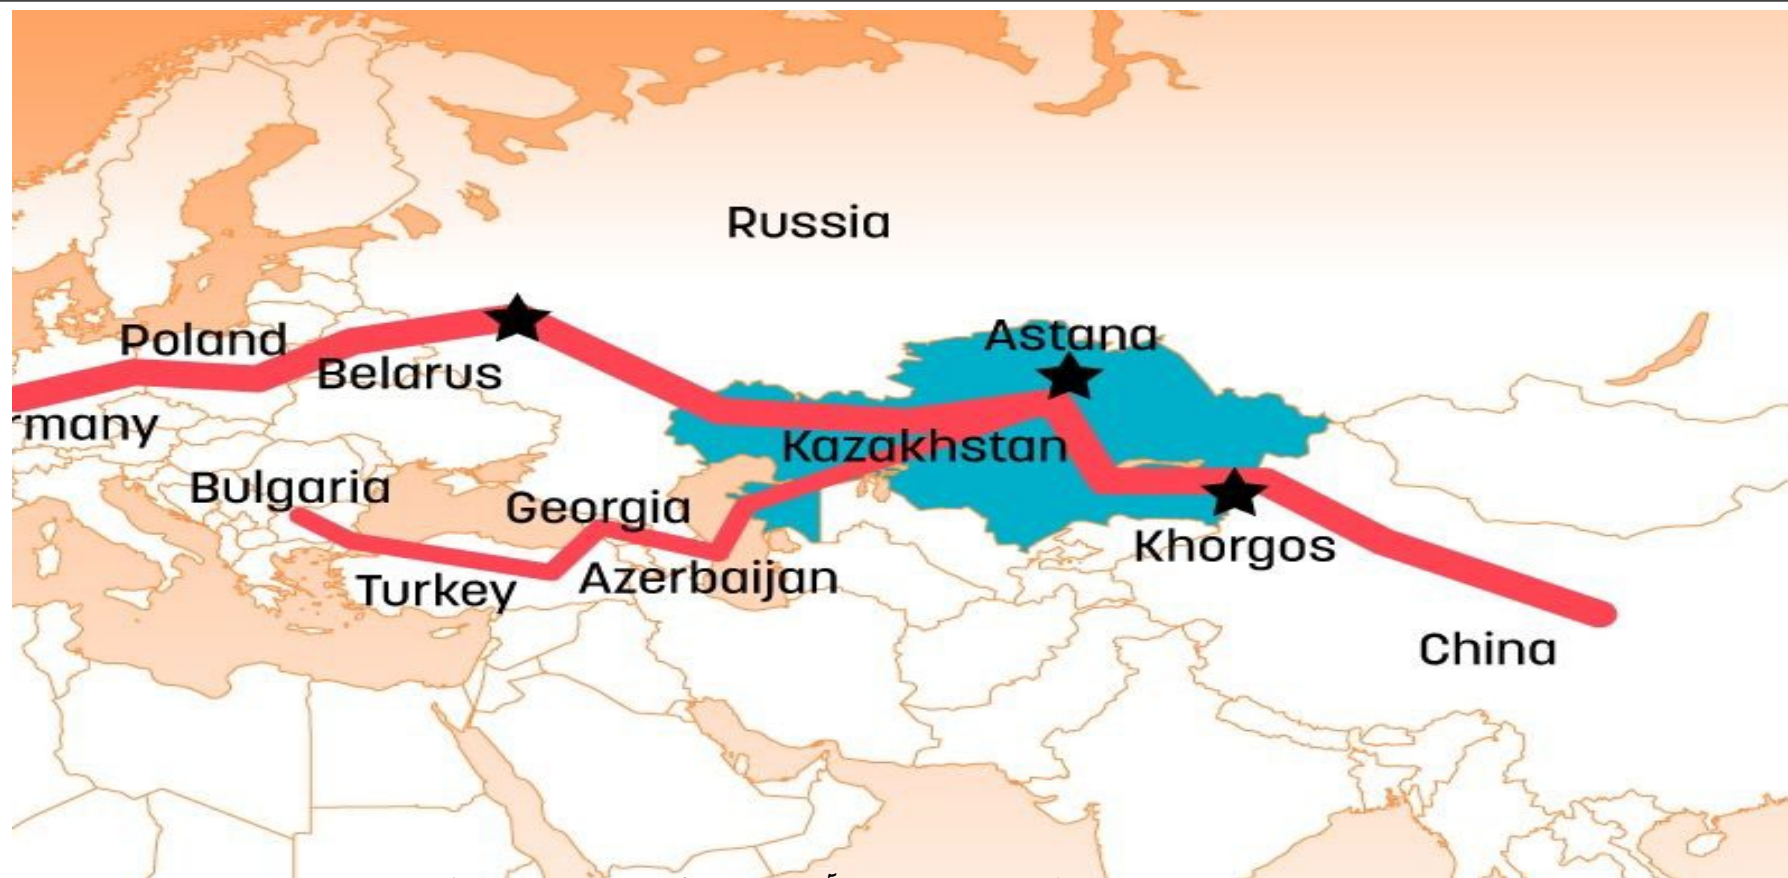 Russia
Astana
Poland
Belarus
rmany
Kazakhstan
Bulgaria
Georgia
Khorgos
Azerbaijan
Turkey
China